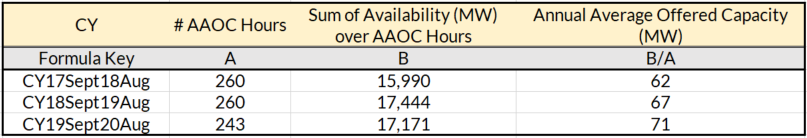 CY # AAOC Hours Sum of Availability (MW) over AAOC Hours Annual Average Offered Capacity (MW)
Formula Key A B B/A
CY17Sept18Aug 260 15,990 62
CY18Sept19Aug 260 17,444 67
CY19Sept20Aug 243 17,171 71